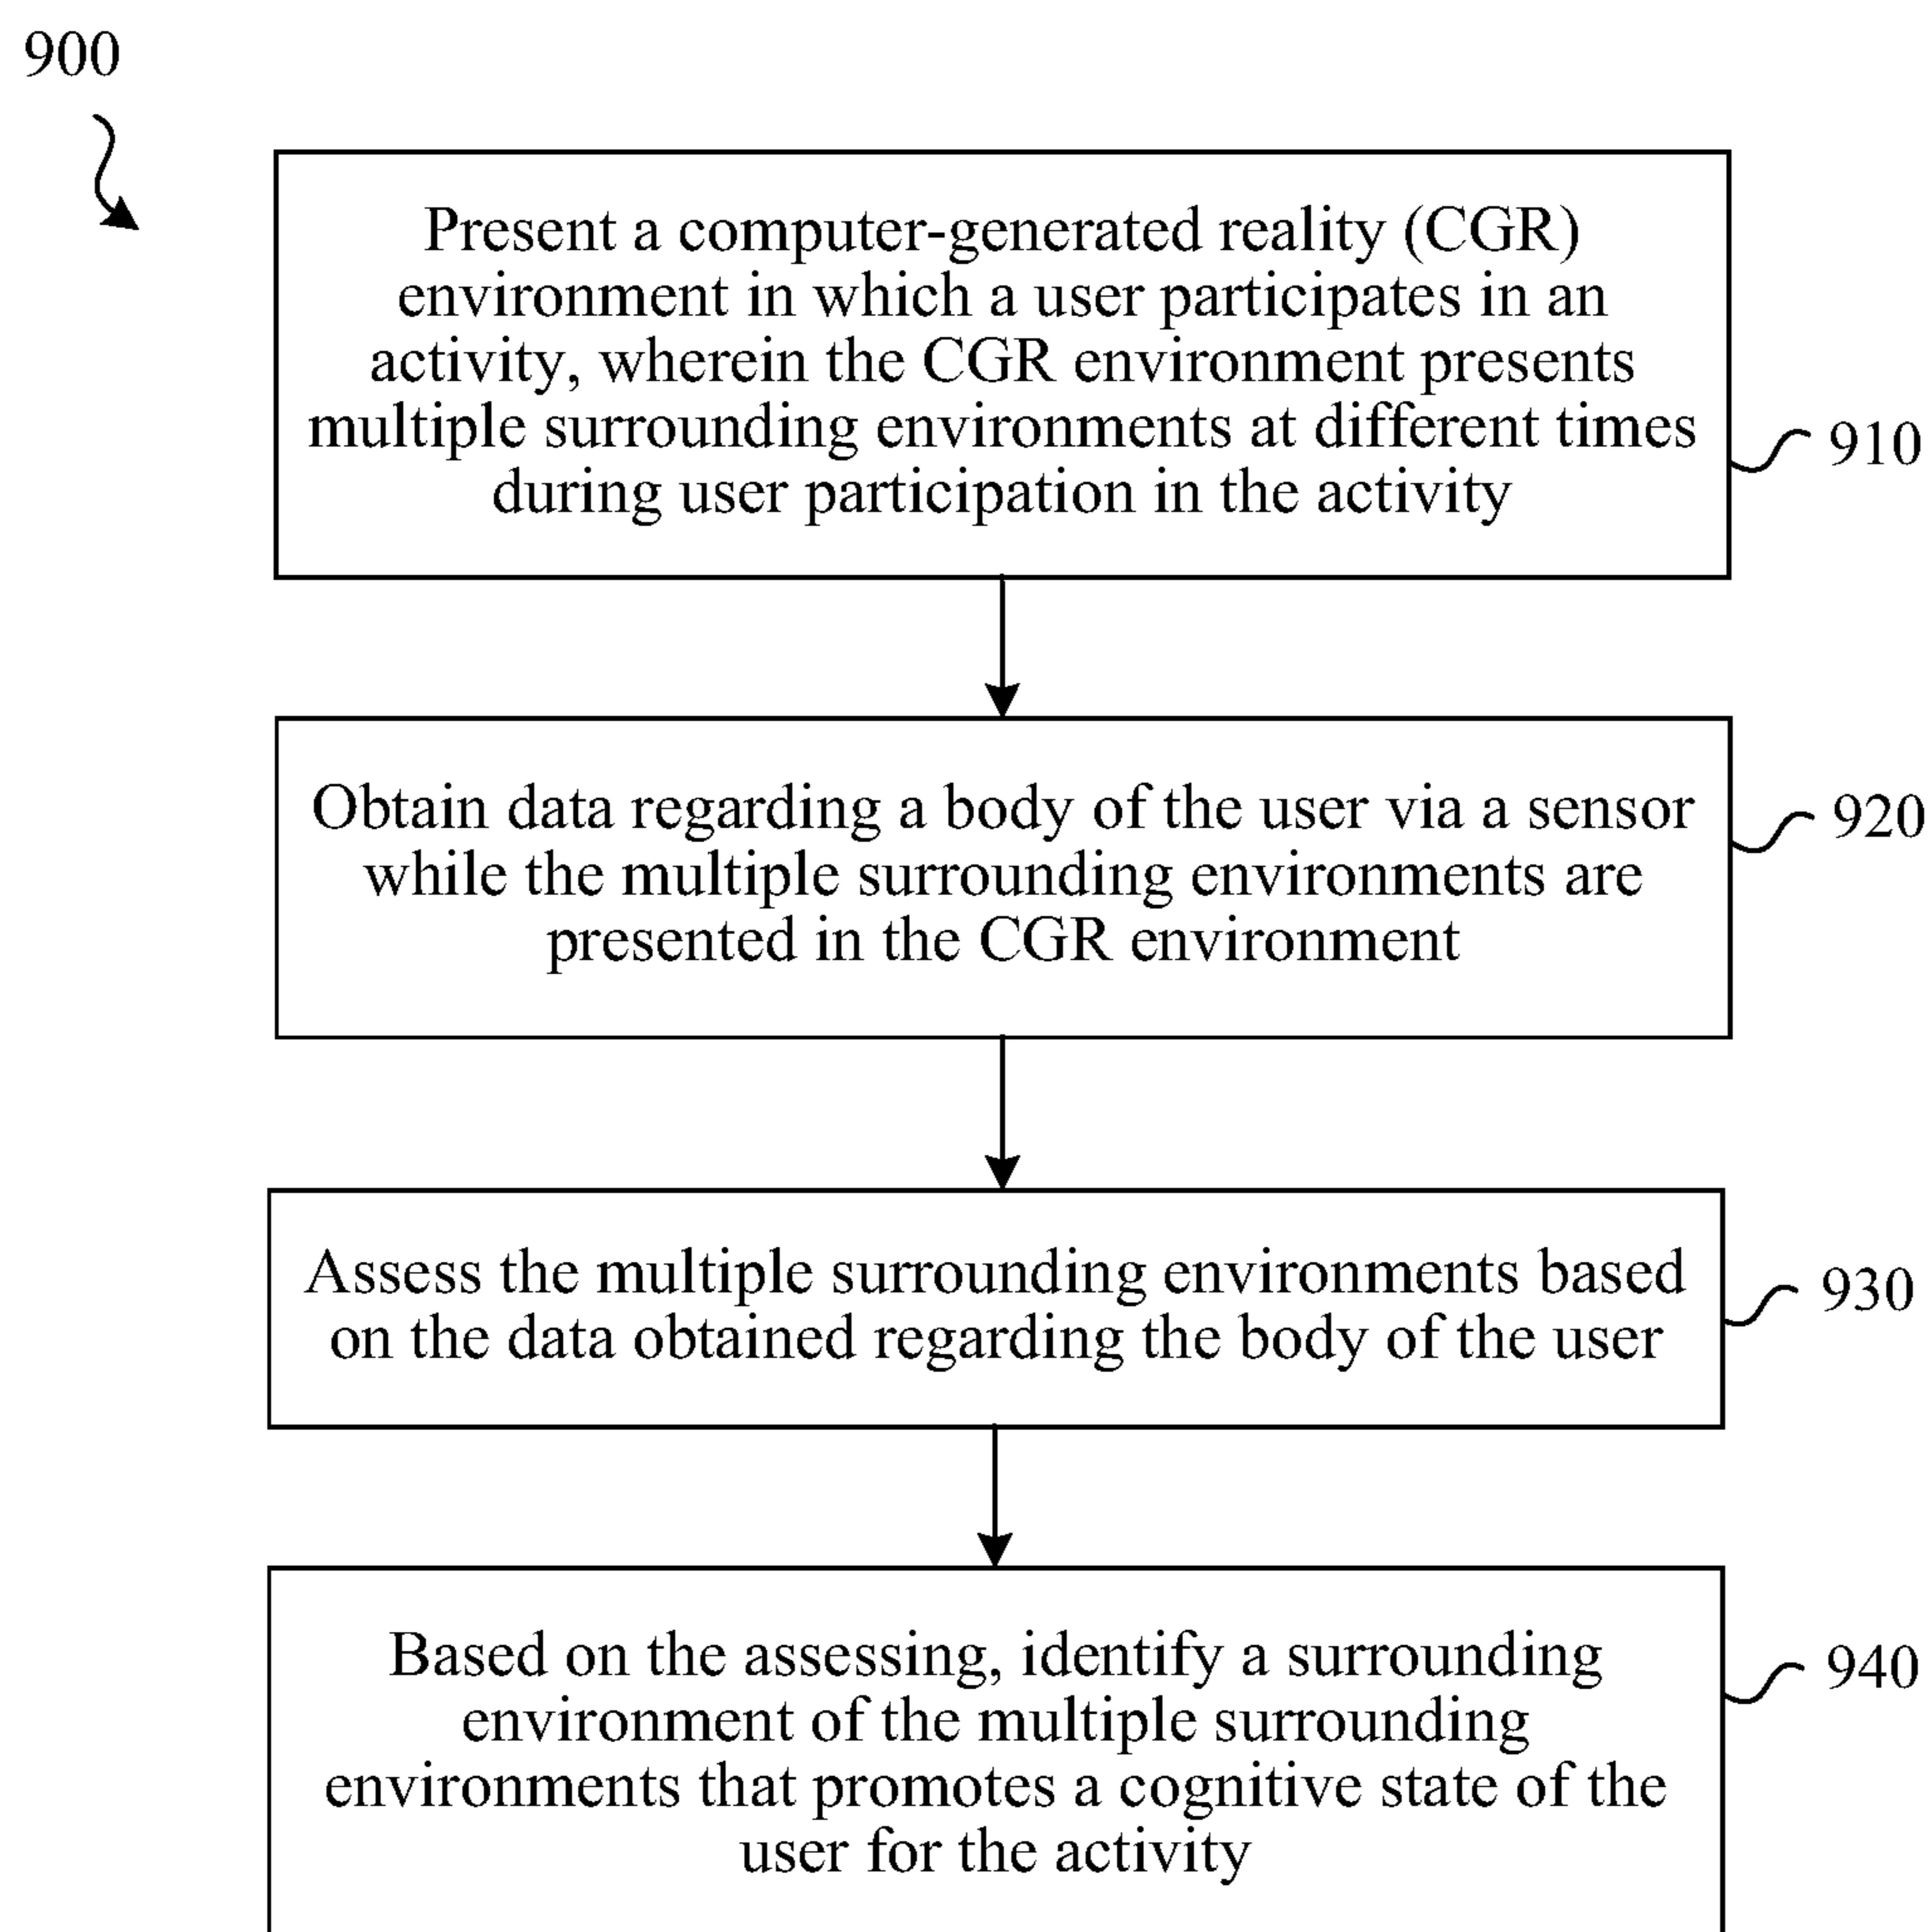 900
Present a computer-generated reality (CGR)
environment in which a user participates in an
activity, wherein the CGR environment presents
multiple surrounding environments at different times
during user participation in the activity
910
Obtain data regarding a body of the user via a sensor
while the multiple surrounding environments are
presented in the CGR environment
920
Assess the multiple surrounding environments based
on the data obtained regarding the body of the user
930
Based on the assessing, identify a surrounding
environment of the multiple surrounding
environments that promotes a cognitive state of the
user for the activity
940